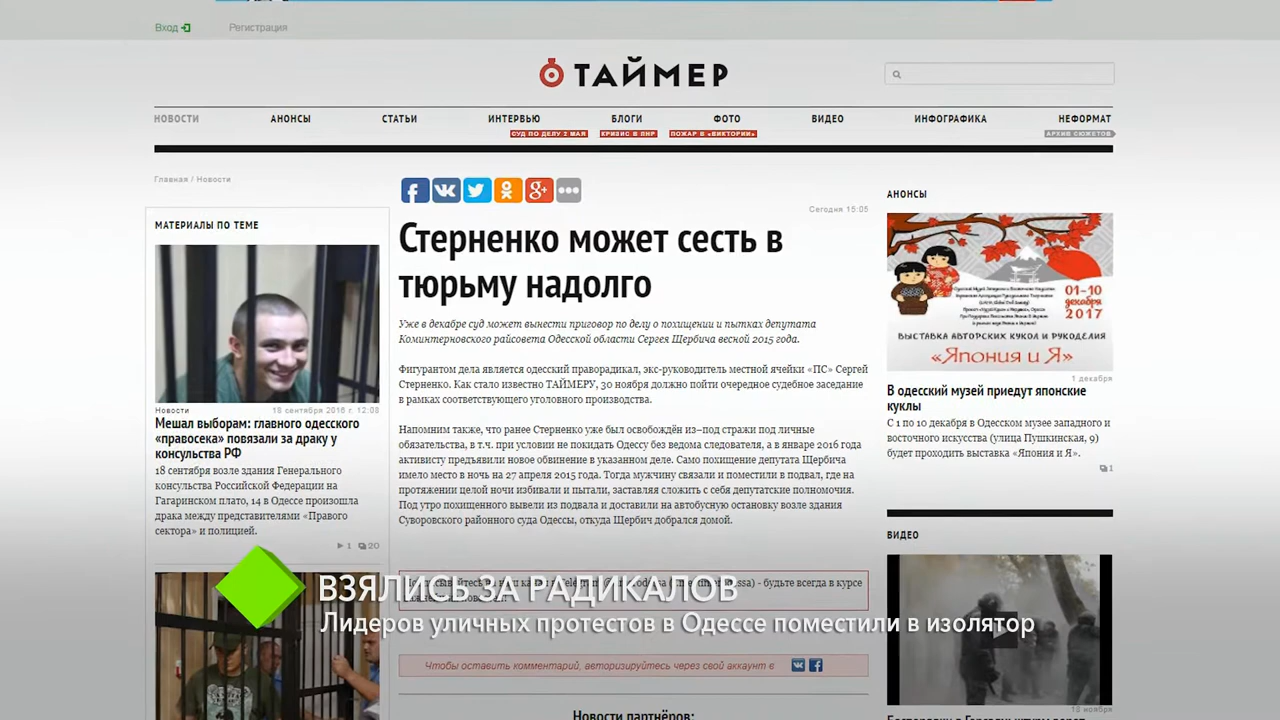 Вход
Регистрация
ТАЙМЕР
НОВОСТИ
АНОНСЫ
СТАТЬИ
ИНТЕРВЬЮ
БЛОГИ
ФОТО
ВИДЕО
ИНФОГРАФИКА
НЕФОРМАТ
СУД ПО ДЕЛУ 2 МАЯ
КРИЗИС В ПНР
ПОЖАР В «ВИКТОРИИ»
АРХИВ СЮЖЕТОВ
Главная / Новости
МАТЕРИАЛЫ ПО ТЕМЕ
Новости
18 сентября 2016 г. 12:08
Мешал выборам: главного одесского
«правосека» повязали за драку у
консульства РФ
18 сентября возле здания Генерального
консульства Российской Федерации на
Гагаринском плато, 14 в Одессе произошла
драка между представителями «Правого
сектора» и полицией.
1
20
Сегодня 15:05
Стерненко может сесть в
тюрьму надолго
Уже в декабре суд может вынести приговор по делу о похищении и пытках депутата
Коминтерновского райсовета Одесской области Сергея Щербича весной 2015 года.
Фигурантом дела является одесский праворадикал, экс-руководитель местной ячейки «ПС» Сергей
Стерненко. Как стало известно ТАЙМЕРУ, 30 ноября должно пойти очередное судебное заседание
в рамках соответствующего уголовного производства.
Напомним также, что ранее Стерненко уже был освобождён из–под стражи под личные
обязательства, в т.ч. при условии не покидать Одессу без ведома следователя, а в январе 2016 года
активисту предъявили новое обвинение в указанном деле. Само похищение депутата Щербича
имело место в ночь на 27 апреля 2015 года. Тогда мужчину связали и поместили в подвал, где на
протяжении целой ночи избивали и пытали, заставляя сложить с себя депутатские полномочия.
Под утро похищенного вывели из подвала и доставили на автобусную остановку возле здания
Суворовского районного суда Одессы, откуда Щербич добрался домой.
- будьте всегда в курсе
Чтобы оставить комментарий, авторизируйтесь через свой аккаунт в
Новости партнёров:
АНОНСЫ
01-10
декабря
2017
ВЫСТАВКА АВТОРСКИХ КУКОЛ И РУКОДЕЛИЯ
«Япония и Я»
1 декабря
В одесский музей приедут японские
куклы
С 1 по 10 декабря в Одесском музее западного и
восточного искусства (улица Пушкинская, 9)
будет проходить выставка «Япония и Я».
1
ВИДЕО
18 ноября
ВЗЯЛИСЬ ЗА РАДИКАЛОВ
Лидеров уличных протестов в Одессе поместили в изолятор